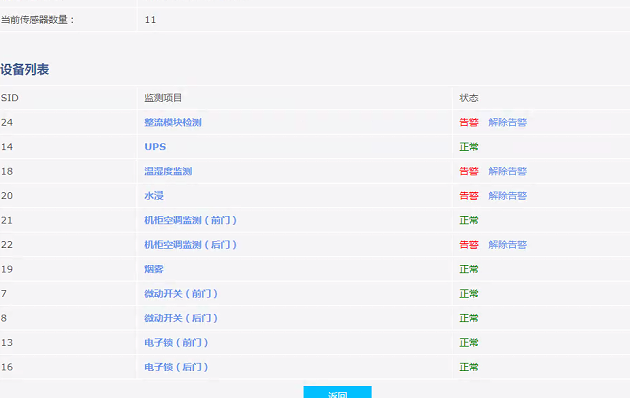 当前传感器数量： 11
设备列表
SID 监测项目 状态
24 整流模块检测 告警 解除告警
14 UPS 正常
18 温湿度监测 告警 解除告警
20 水浸 告警 解除告警
21 机柜空调监测（前门） 正常
22 机柜空调监测（后门） 告警 解除告警
19 烟雾 正常
7 微动开关（前门） 正常
8 微动开关（后门） 正常
13 电子锁（前门） 正常
16 电子锁（后门） 正常
返回